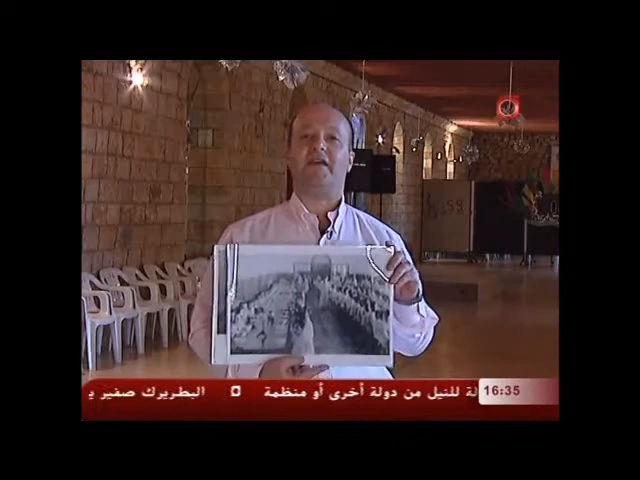 لة للنيل من دولة أخرى أو منظمة
البطريرك صفير ي
16:35